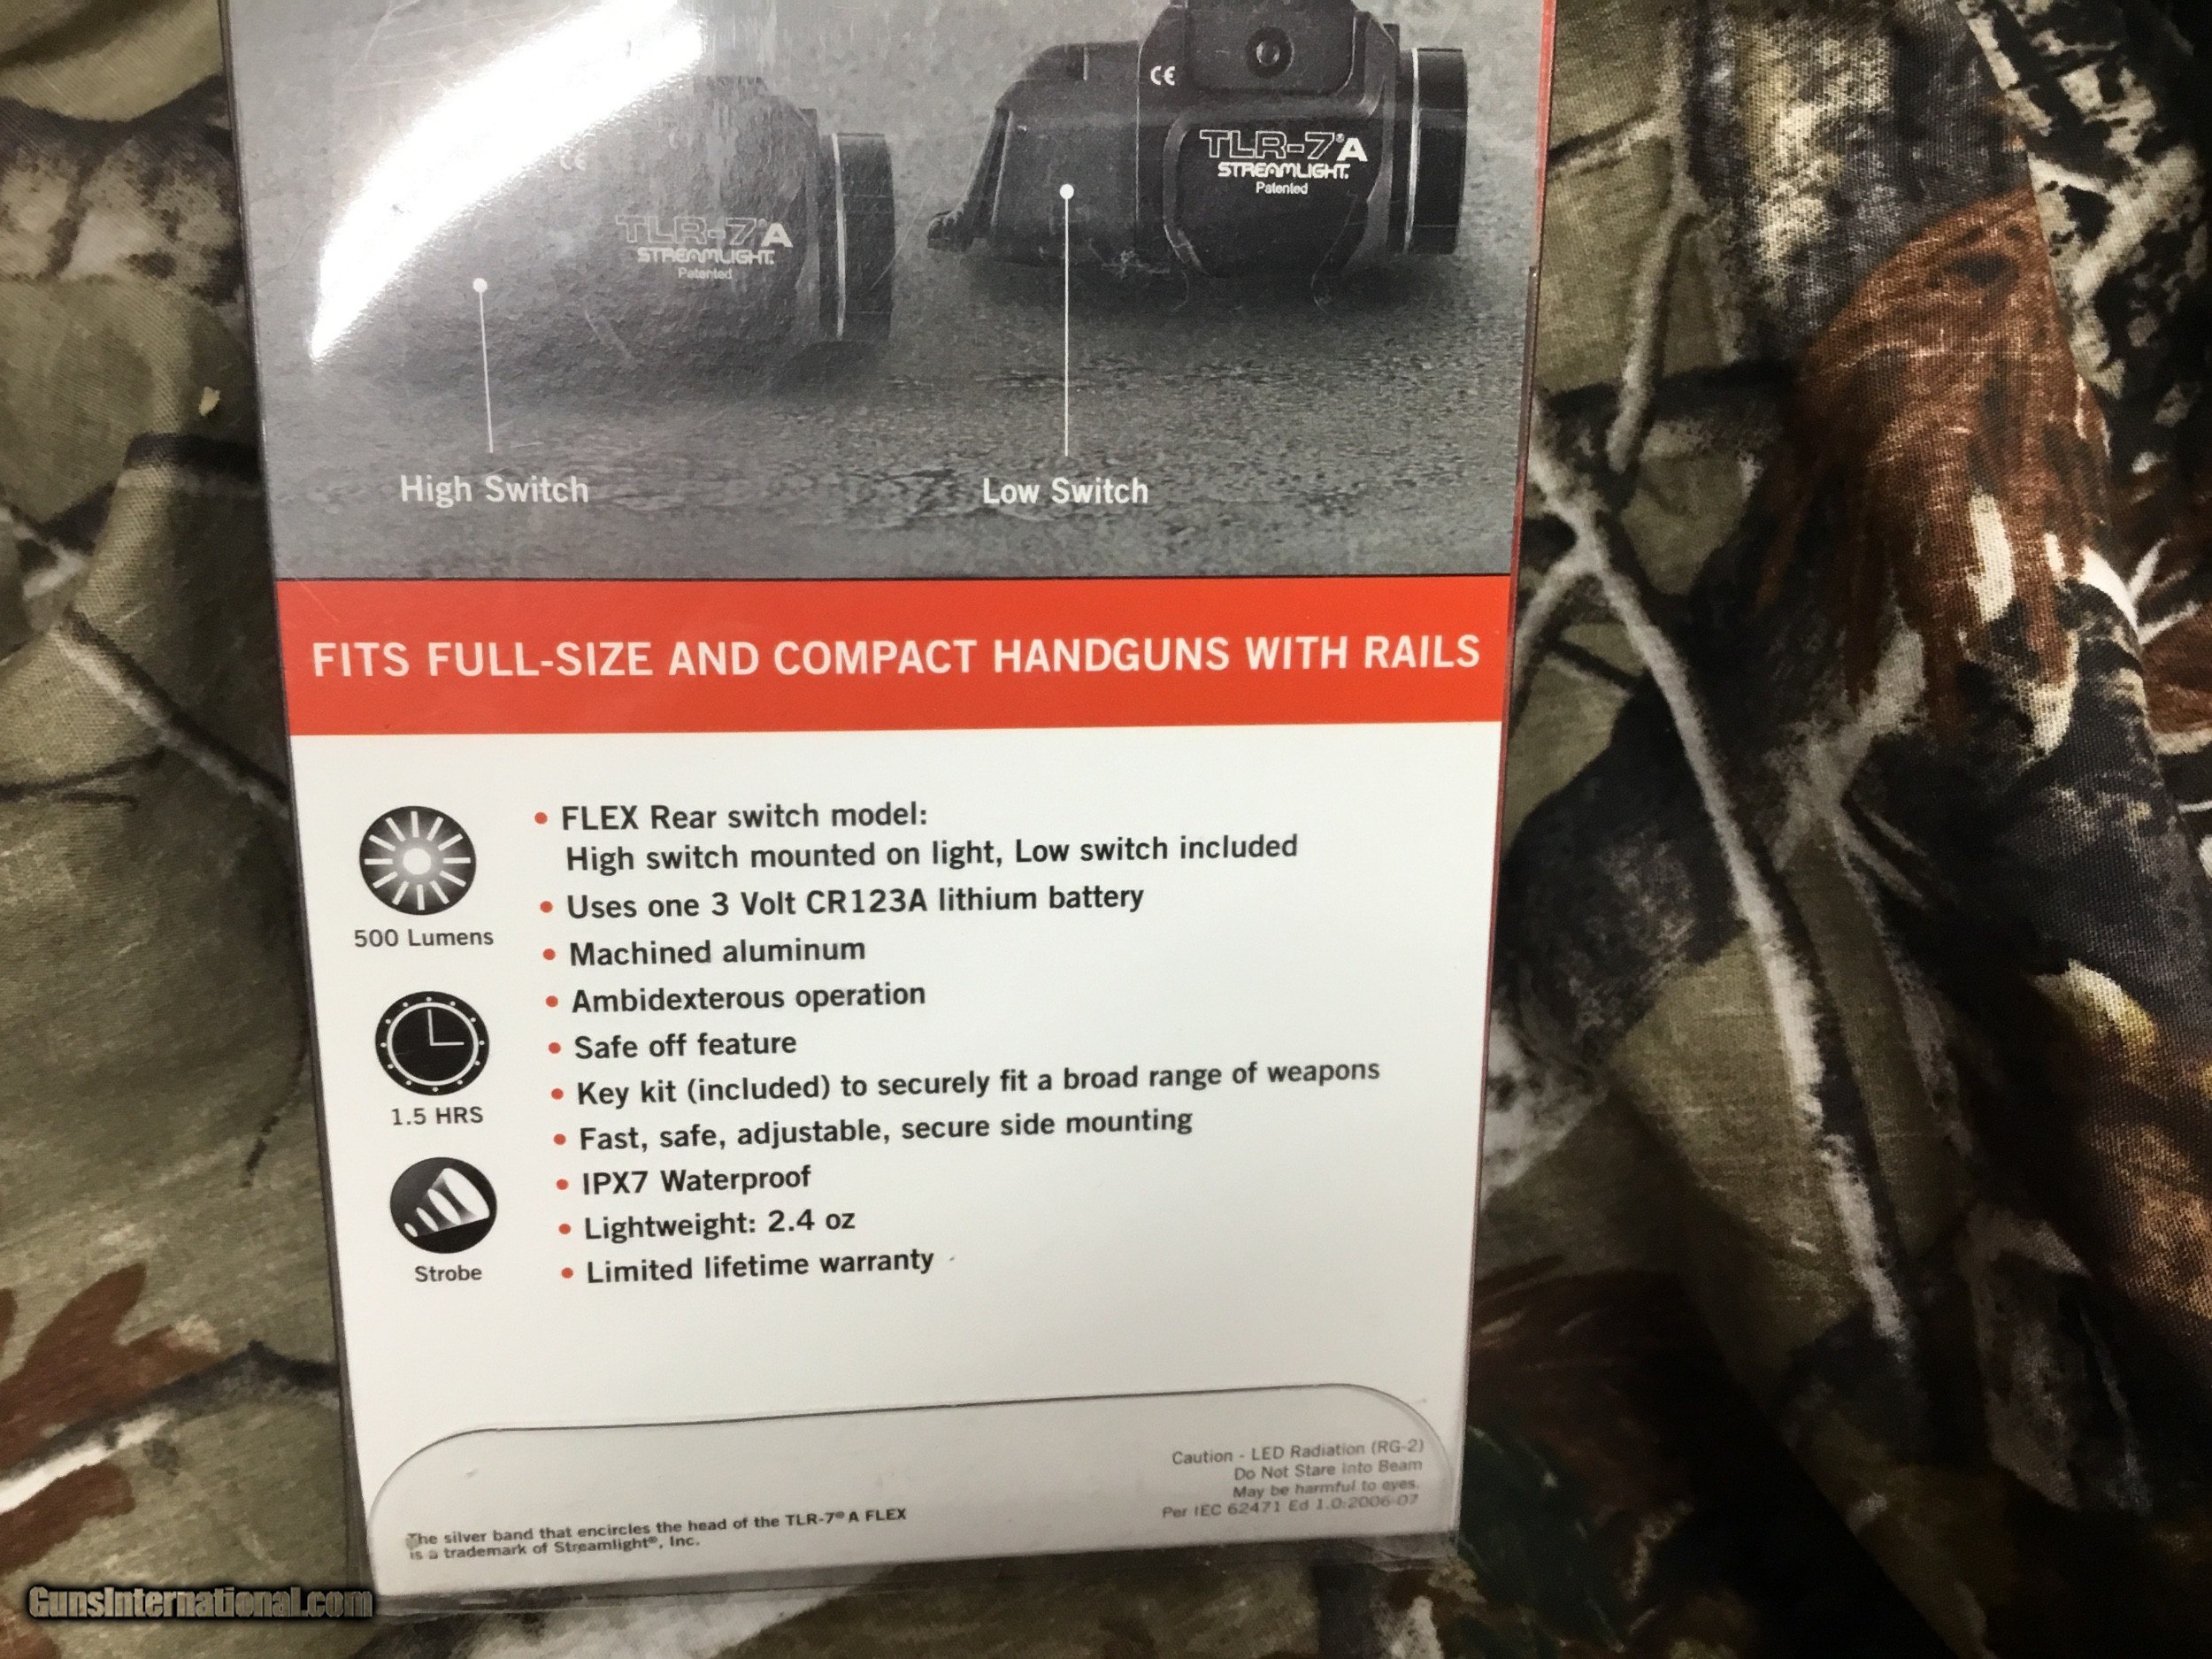 CE
TLR-7®A
STREAMLIGHT.
Patented
CE
TLR-7®A
STREAMLIGHT.
Patented
High Switch
Low Switch
FITS FULL-SIZE AND COMPACT HANDGUNS WITH RAILS
500 Lumens
1.5 HRS
Strobe
• FLEX Rear switch model:
High switch mounted on light, Low switch included
• Uses one 3 Volt CR123A lithium battery
• Machined aluminum
• Ambidexterous operation
• Safe off feature
• Key kit (included) to securely fit a broad range of weapons
• Fast, safe, adjustable, secure side mounting
• IPX7 Waterproof
• Lightweight: 2.4 oz
• Limited lifetime warranty
Caution - LED Radiation (RG-2)
Do Not Stare Into Beam
May be harmful to eyes.
Per IEC 62471 Ed 1.0:2006-07
The silver band that encircles the head of the TLR-7® A FLEX
is a trademark of Streamlight®, Inc.
GunsInternational.com